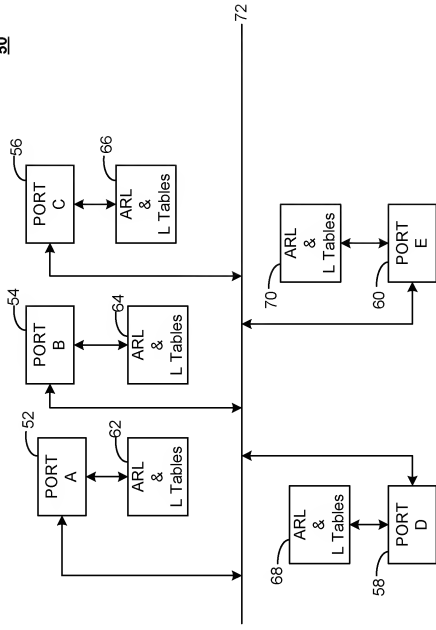 50
52
PORT
A
54
PORT
B
56
PORT
C
62
ARL
&
L Tables
64
ARL
&
L Tables
66
ARL
&
L Tables
72
68
ARL
&
L Tables
70
ARL
&
L Tables
58
PORT
D
60
PORT
E